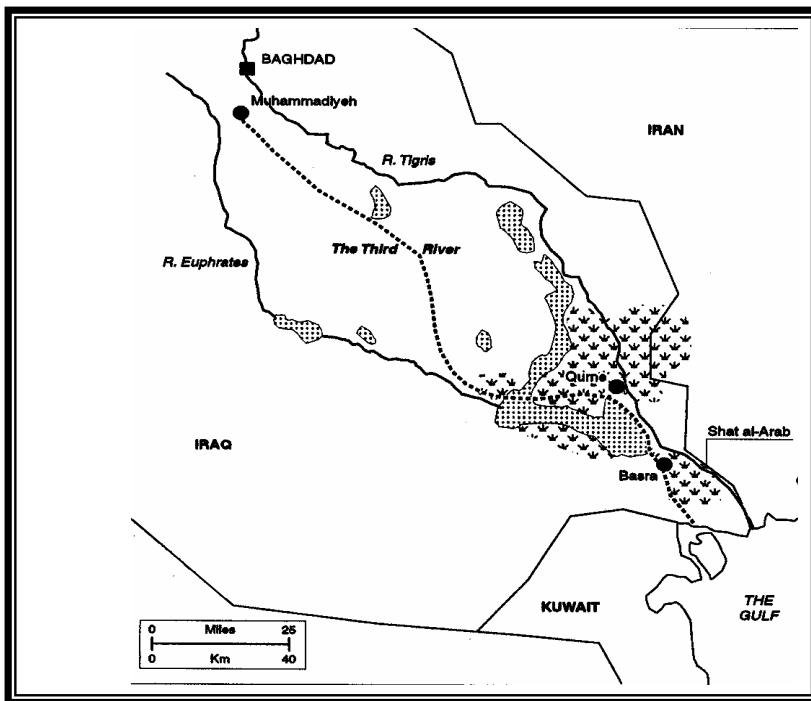 BAGHDAD
Muhammadiyeh
IRAN
R. Tigris
The Third River
R. Euphrates
Qurne
Shat al-Arab
IRAQ
Basra
KUWAIT
THE
GULF
0 Miles 25
0 Km 40